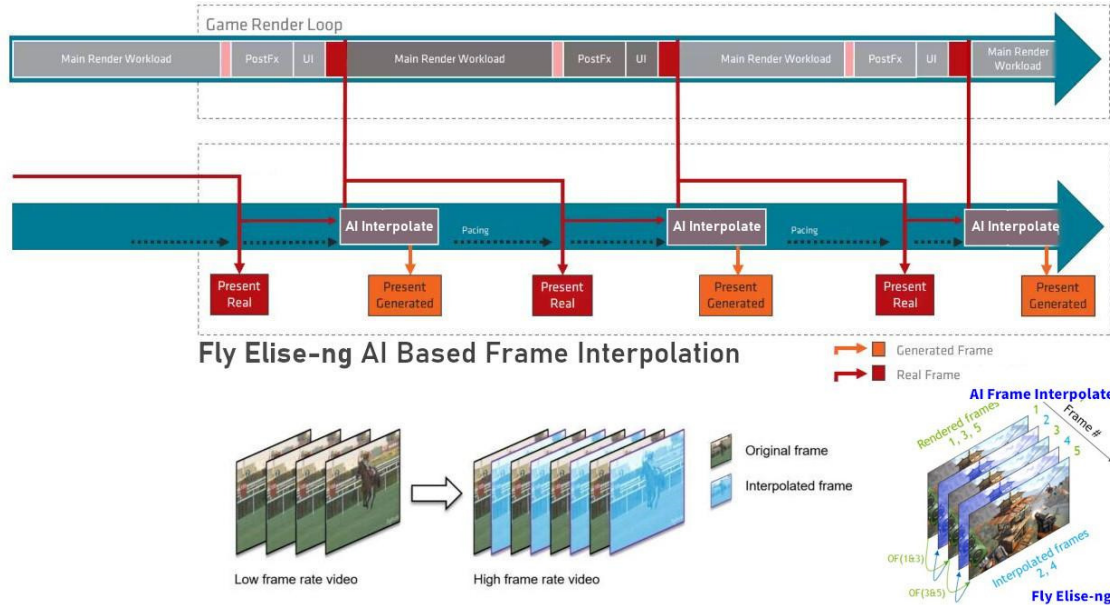 Game Render Loop
Main Render Workload
PostFx
UI
Main Render Workload
PostFx
UI
Main Render Workload
PostFx
UI
Main Render
Workload
AI Interpolate
Pacing
AI Interpolate
Pacing
AI Interpolate
Present
Real
Present
Generated
Present
Real
Present
Generated
Present
Real
Present
Generated
Fly Elise-ng AI Based Frame Interpolation
Generated Frame
Real Frame
Original frame
Interpolated frame
Low frame rate video
High frame rate video
AI Frame Interpolate
Rendered frames
1, 3, 5
1
2
3
4
5
Frame #
OF(1&3)
OF(3&5)
Interpolated frames
2, 4
Fly Elise-ng